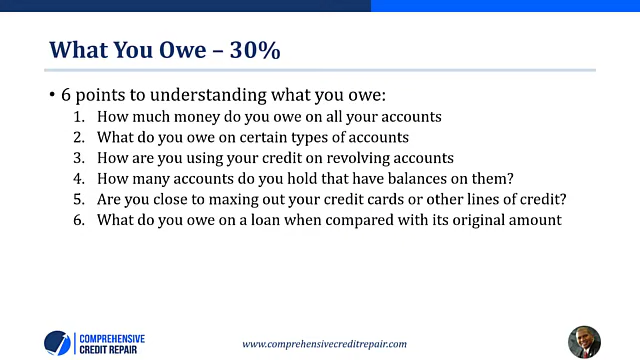 What You Owe – 30%
• 6 points to understanding what you owe:
1. How much money do you owe on all your accounts
2. What do you owe on certain types of accounts
3. How are you using your credit on revolving accounts
4. How many accounts do you hold that have balances on them?
5. Are you close to maxing out your credit cards or other lines of credit?
6. What do you owe on a loan when compared with its original amount
COMPREHENSIVE
CREDIT REPAIR
www.comprehensivecreditrepair.com